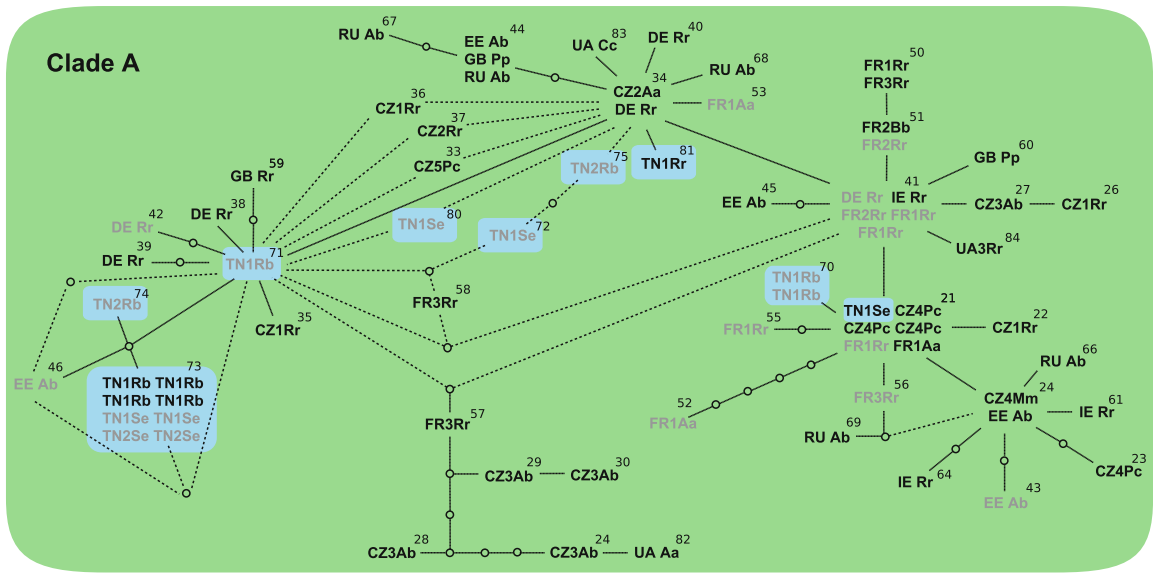 Clade A
67
RU Ab
44
EE Ab
GB Pp
RU Ab
83
UA Cc
40
DE Rr
RU Ab 68
34
CZ2Aa
DE Rr
53
FR1Aa
50
FR1Rr
FR3Rr
36
CZ1Rr
37
CZ2Rr
33
CZ5Pc
75
TN2Rb
81
TN1Rr
51
FR2Bb
FR2Rr
60
GB Pp
59
GB Rr
38
DE Rr
42
DE Rr
39
DE Rr
71
TN1Rb
80
TN1Se
72
TN1Se
45
EE Ab
41
DE Rr IE Rr
FR2Rr FR1Rr
FR1Rr
27
CZ3Ab
26
CZ1Rr
84
UA3Rr
74
TN2Rb
58
FR3Rr
35
CZ1Rr
70
TN1Rb
TN1Rb
21
TN1Se CZ4Pc
CZ4Pc CZ4Pc
FR1Rr FR1Aa
55
FR1Rr
22
CZ1Rr
46
EE Ab
73
TN1Rb TN1Rb
TN1Rb TN1Rb
TN1Se TN1Se
TN2Se TN2Se
66
RU Ab
56
FR3Rr
24
CZ4Mm
EE Ab
61
IE Rr
52
FR1Aa
57
FR3Rr
69
RU Ab
29
CZ3Ab
30
CZ3Ab
64
IE Rr
43
EE Ab
23
CZ4Pc
28
CZ3Ab
24
CZ3Ab
82
UA Aa